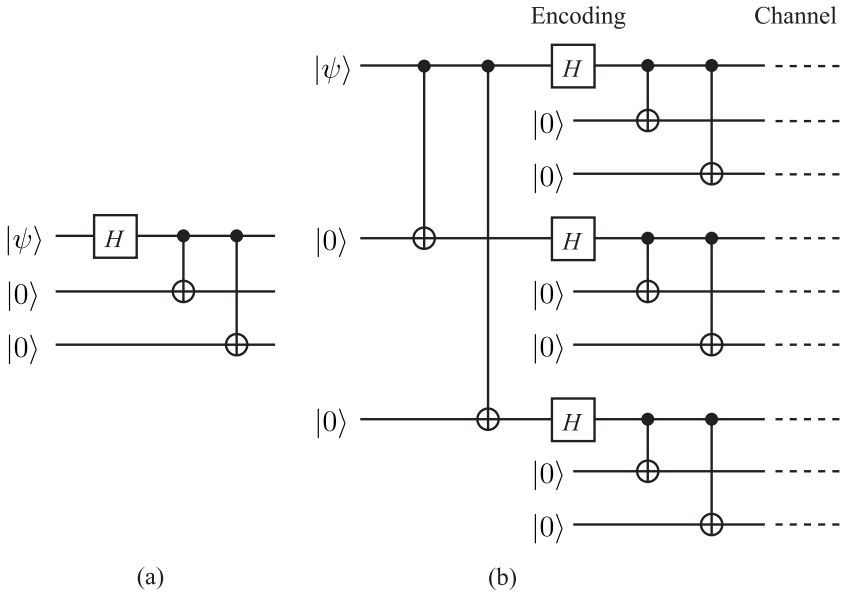 Encoding Channel
|ψ⟩ H
|0⟩
|0⟩
|ψ⟩ H
|0⟩
|0⟩
|0⟩ H
|0⟩
|0⟩
|0⟩ H
|0⟩
|0⟩
(a) (b)